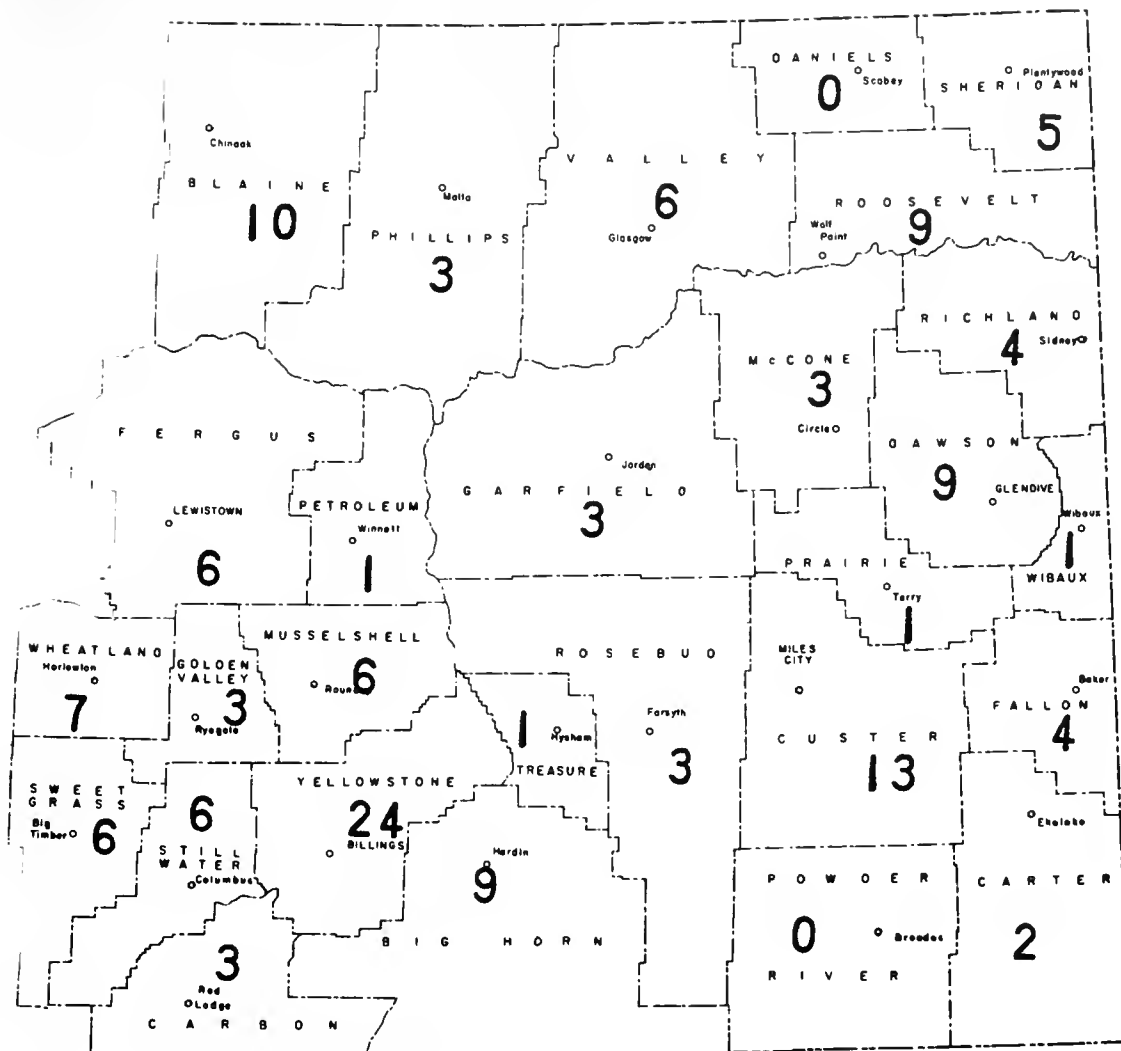 DANIELS
Scobey
0
Plentywood
SHERIDAN
5
Chinook
BLAINE
10
Malta
PHILLIPS
3
VALLEY
6
Glasgow
ROOSEVELT
9
Wolf
Point
RICHLAND
4
Sidney
McCONE
3
Circle
DAWSON
9
GLENDIVE
FERGUS
LEWISTOWN
6
PETROLEUM
Winnett
1
Jordan
GARFIELD
3
PRAIRIE
Terry
1
Wibaux
1
WIBAUX
WHEATLAND
Harlowton
7
GOLDEN
VALLEY
3
Ryegate
MUSSELSHELL
6
Roundup
ROSEBUD
Forsyth
3
1
Hysham
TREASURE
MILES
CITY
CUSTER
13
Baker
FALLON
4
SWEET
GRASS
Big
Timber
6
6
STILL
WATER
Columbus
YELLOWSTONE
24
BILLINGS
Hardin
9
BIG HORN
Ekalaka
CARTER
2
POWDER
0
Broadus
RIVER
3
Red
Lodge
CARBON